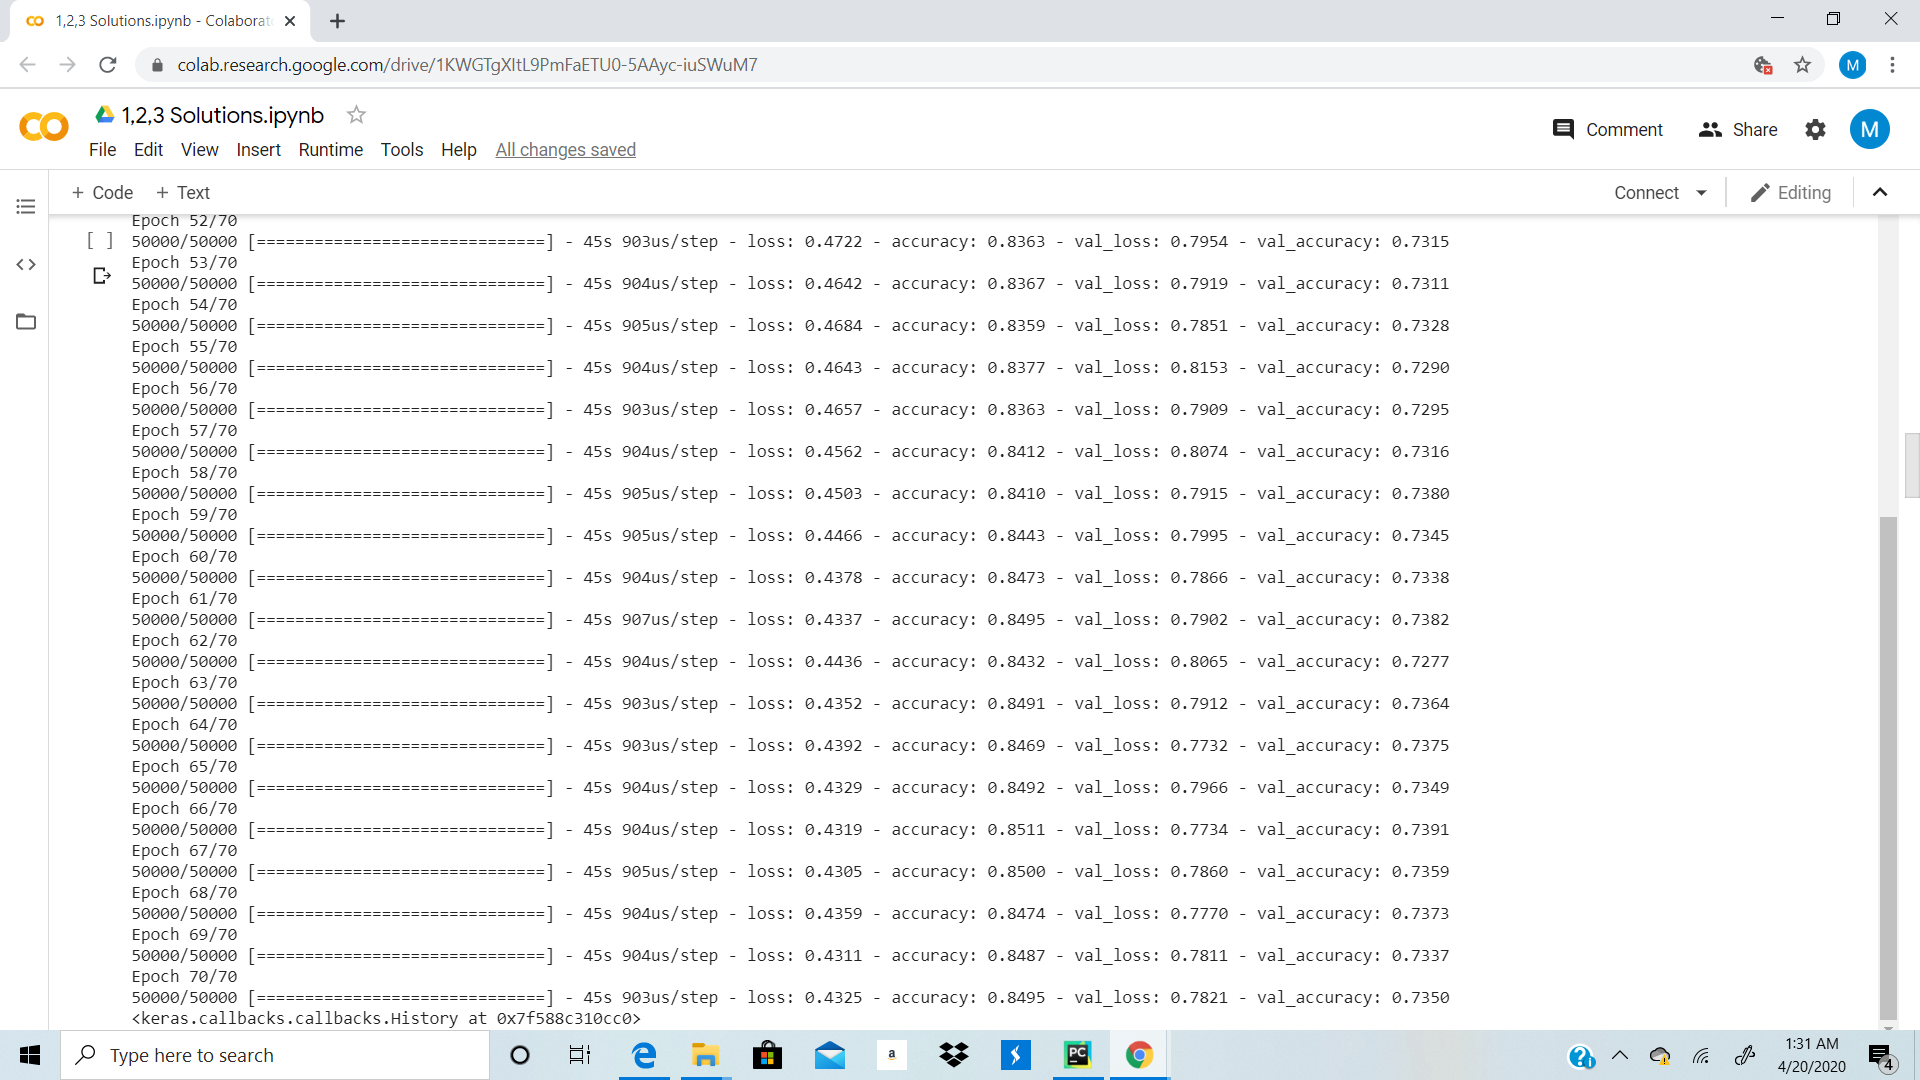 1,2,3 Solutions.ipynb - Colaborat
colab.research.google.com/drive/1KWGTgXItL9PmFaETU0-5AAyc-iuSWuM7
M
1,2,3 Solutions.ipynb
Comment
Share
M
File Edit View Insert Runtime Tools Help All changes saved
+ Code + Text
Connect
Editing
Epoch 52/70
[ ] 50000/50000 [==============================] - 45s 903us/step - loss: 0.4722 - accuracy: 0.8363 - val_loss: 0.7954 - val_accuracy: 0.7315
Epoch 53/70
50000/50000 [==============================] - 45s 904us/step - loss: 0.4642 - accuracy: 0.8367 - val_loss: 0.7919 - val_accuracy: 0.7311
Epoch 54/70
50000/50000 [==============================] - 45s 905us/step - loss: 0.4684 - accuracy: 0.8359 - val_loss: 0.7851 - val_accuracy: 0.7328
Epoch 55/70
50000/50000 [==============================] - 45s 904us/step - loss: 0.4643 - accuracy: 0.8377 - val_loss: 0.8153 - val_accuracy: 0.7290
Epoch 56/70
50000/50000 [==============================] - 45s 903us/step - loss: 0.4657 - accuracy: 0.8363 - val_loss: 0.7909 - val_accuracy: 0.7295
Epoch 57/70
50000/50000 [==============================] - 45s 904us/step - loss: 0.4562 - accuracy: 0.8412 - val_loss: 0.8074 - val_accuracy: 0.7316
Epoch 58/70
50000/50000 [==============================] - 45s 905us/step - loss: 0.4503 - accuracy: 0.8410 - val_loss: 0.7915 - val_accuracy: 0.7380
Epoch 59/70
50000/50000 [==============================] - 45s 905us/step - loss: 0.4466 - accuracy: 0.8443 - val_loss: 0.7995 - val_accuracy: 0.7345
Epoch 60/70
50000/50000 [==============================] - 45s 904us/step - loss: 0.4378 - accuracy: 0.8473 - val_loss: 0.7866 - val_accuracy: 0.7338
Epoch 61/70
50000/50000 [==============================] - 45s 907us/step - loss: 0.4337 - accuracy: 0.8495 - val_loss: 0.7902 - val_accuracy: 0.7382
Epoch 62/70
50000/50000 [==============================] - 45s 904us/step - loss: 0.4436 - accuracy: 0.8432 - val_loss: 0.8065 - val_accuracy: 0.7277
Epoch 63/70
50000/50000 [==============================] - 45s 903us/step - loss: 0.4352 - accuracy: 0.8491 - val_loss: 0.7912 - val_accuracy: 0.7364
Epoch 64/70
50000/50000 [==============================] - 45s 903us/step - loss: 0.4392 - accuracy: 0.8469 - val_loss: 0.7732 - val_accuracy: 0.7375
Epoch 65/70
50000/50000 [==============================] - 45s 904us/step - loss: 0.4329 - accuracy: 0.8492 - val_loss: 0.7966 - val_accuracy: 0.7349
Epoch 66/70
50000/50000 [==============================] - 45s 904us/step - loss: 0.4319 - accuracy: 0.8511 - val_loss: 0.7734 - val_accuracy: 0.7391
Epoch 67/70
50000/50000 [==============================] - 45s 905us/step - loss: 0.4305 - accuracy: 0.8500 - val_loss: 0.7860 - val_accuracy: 0.7359
Epoch 68/70
50000/50000 [==============================] - 45s 904us/step - loss: 0.4359 - accuracy: 0.8474 - val_loss: 0.7770 - val_accuracy: 0.7373
Epoch 69/70
50000/50000 [==============================] - 45s 904us/step - loss: 0.4311 - accuracy: 0.8487 - val_loss: 0.7811 - val_accuracy: 0.7337
Epoch 70/70
50000/50000 [==============================] - 45s 903us/step - loss: 0.4325 - accuracy: 0.8495 - val_loss: 0.7821 - val_accuracy: 0.7350
<keras.callbacks.callbacks.History at 0x7f588c310cc0>
Type here to search
a
PC
1:31 AM
4/20/2020
4